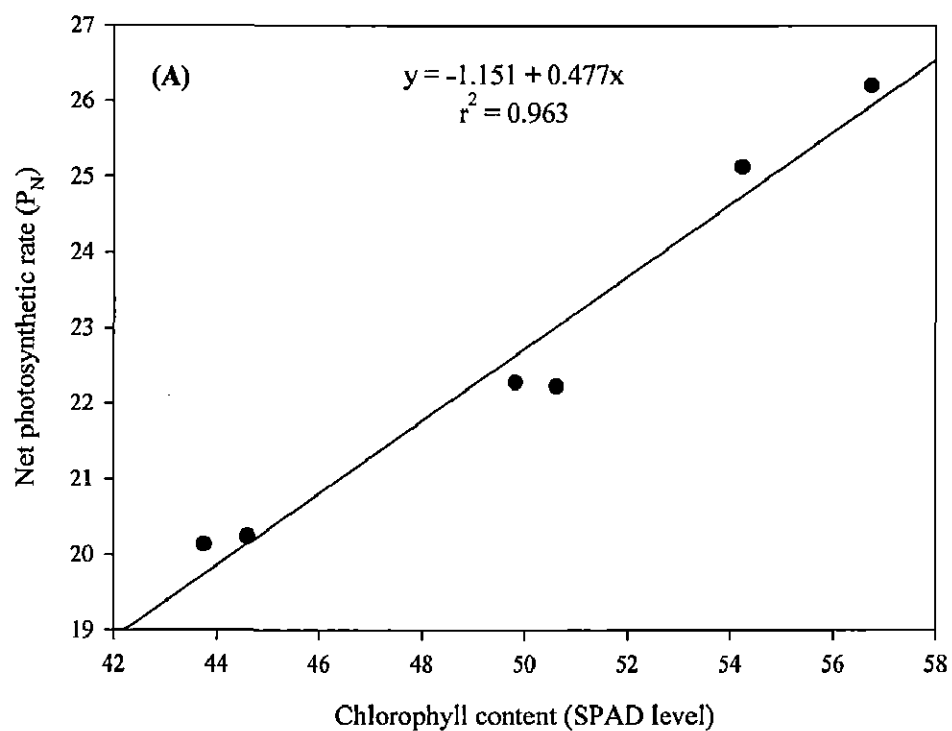 27
26
25
24
23
22
21
20
19
Net photosynthetic rate (P_N)
(A)
y = -1.151 + 0.477x
r² = 0.963
42 44 46 48 50 52 54 56 58
Chlorophyll content (SPAD level)